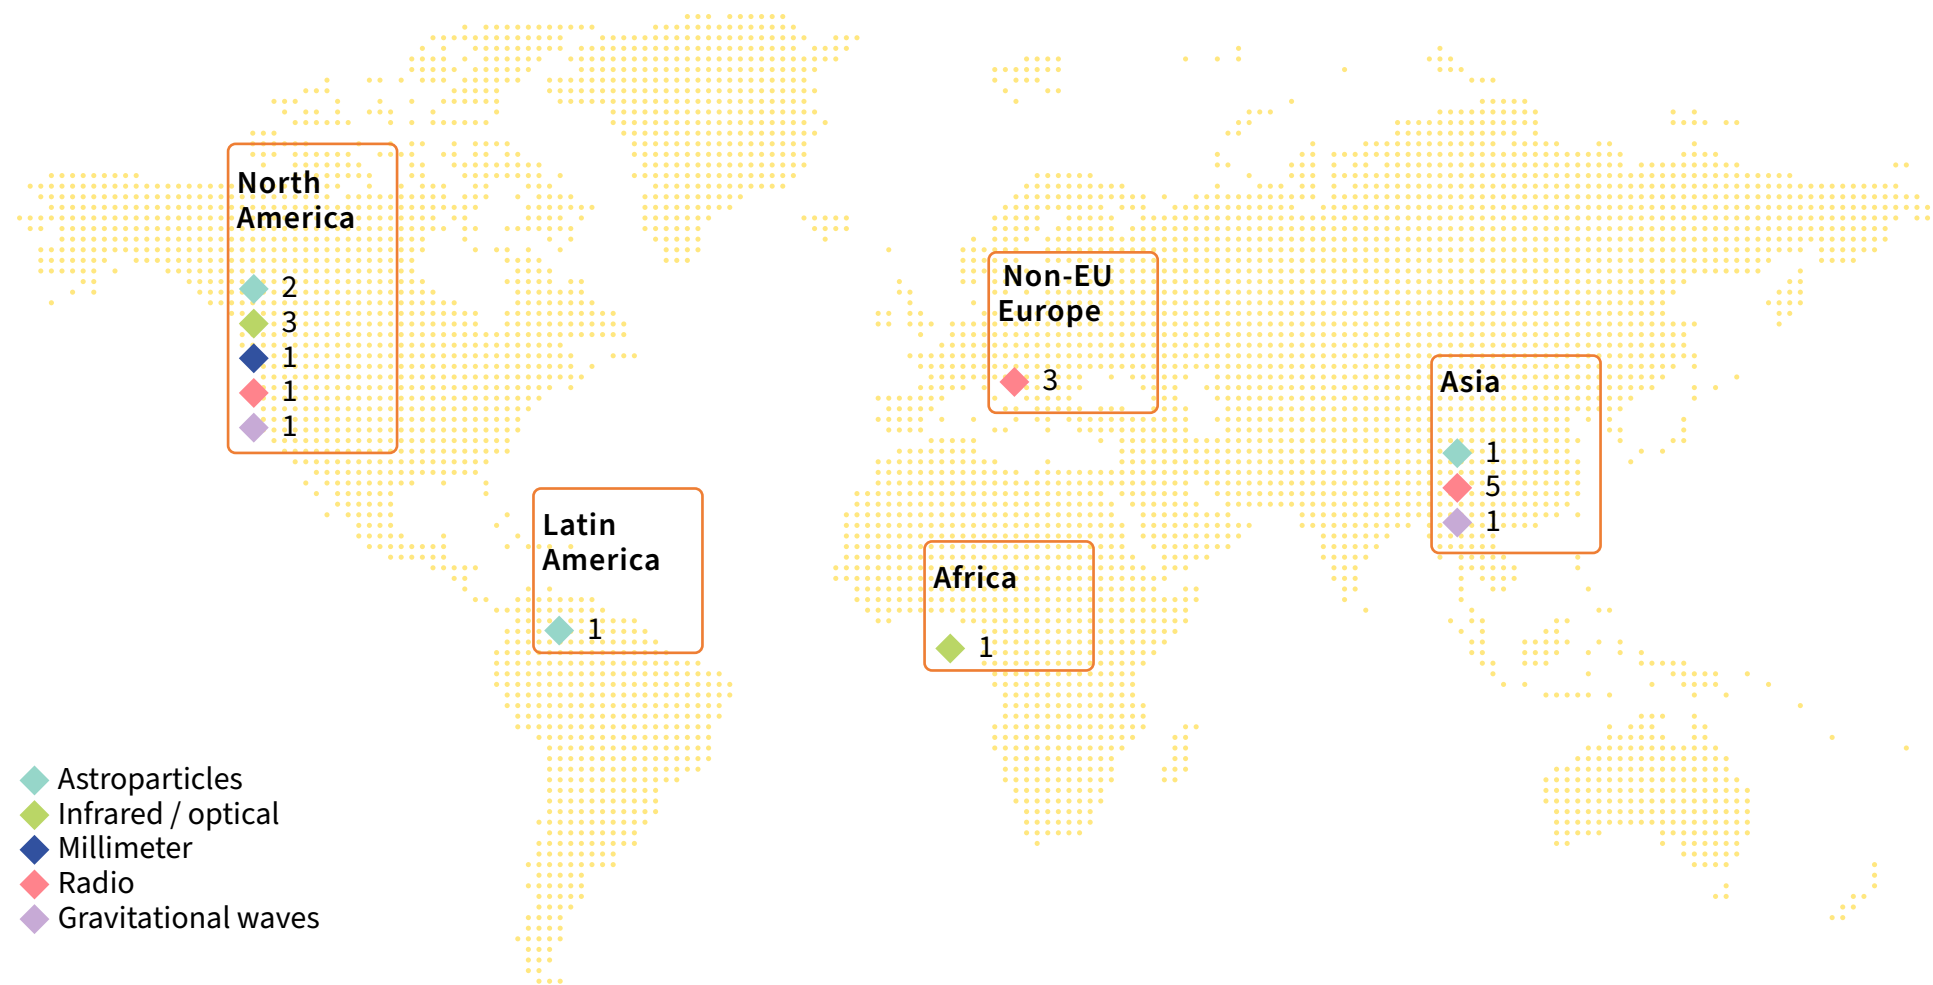 North
America
2
3
1
1
1
Non-EU
Europe
3
Asia
1
5
1
Latin
America
1
Africa
1
Astroparticles
Infrared / optical
Millimeter
Radio
Gravitational waves